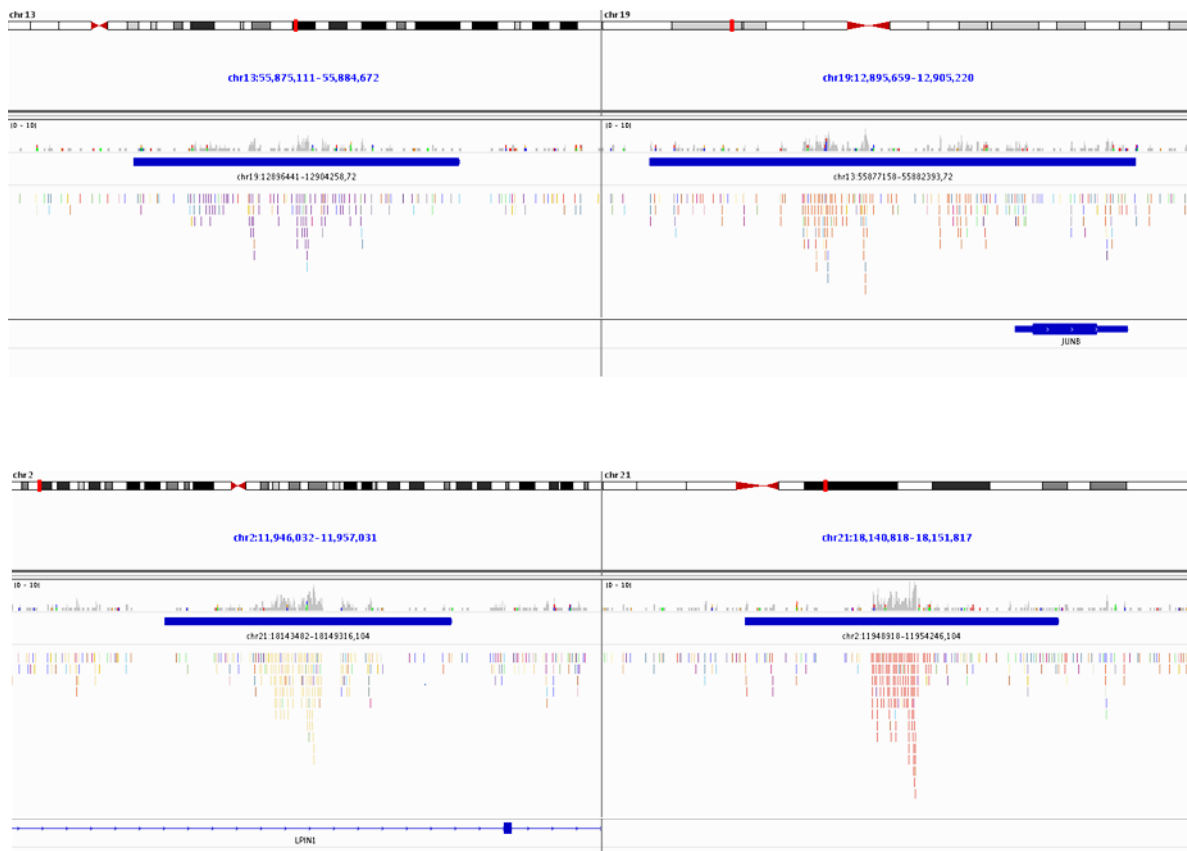 chr13
chr19
chr13:55,875,111-55,884,672
chr19:12,895,659-12,905,220
[0 - 10]
[0 - 10]
chr19:12896441-12904258,72
chr13:55877158-55882393,72
JUNB
chr2
chr21
chr2:11,946,032-11,957,031
chr21:18,140,818-18,151,817
[0 - 10]
[0 - 10]
chr21:18143482-18149316,104
chr2:11948918-11954246,104
LPIN1